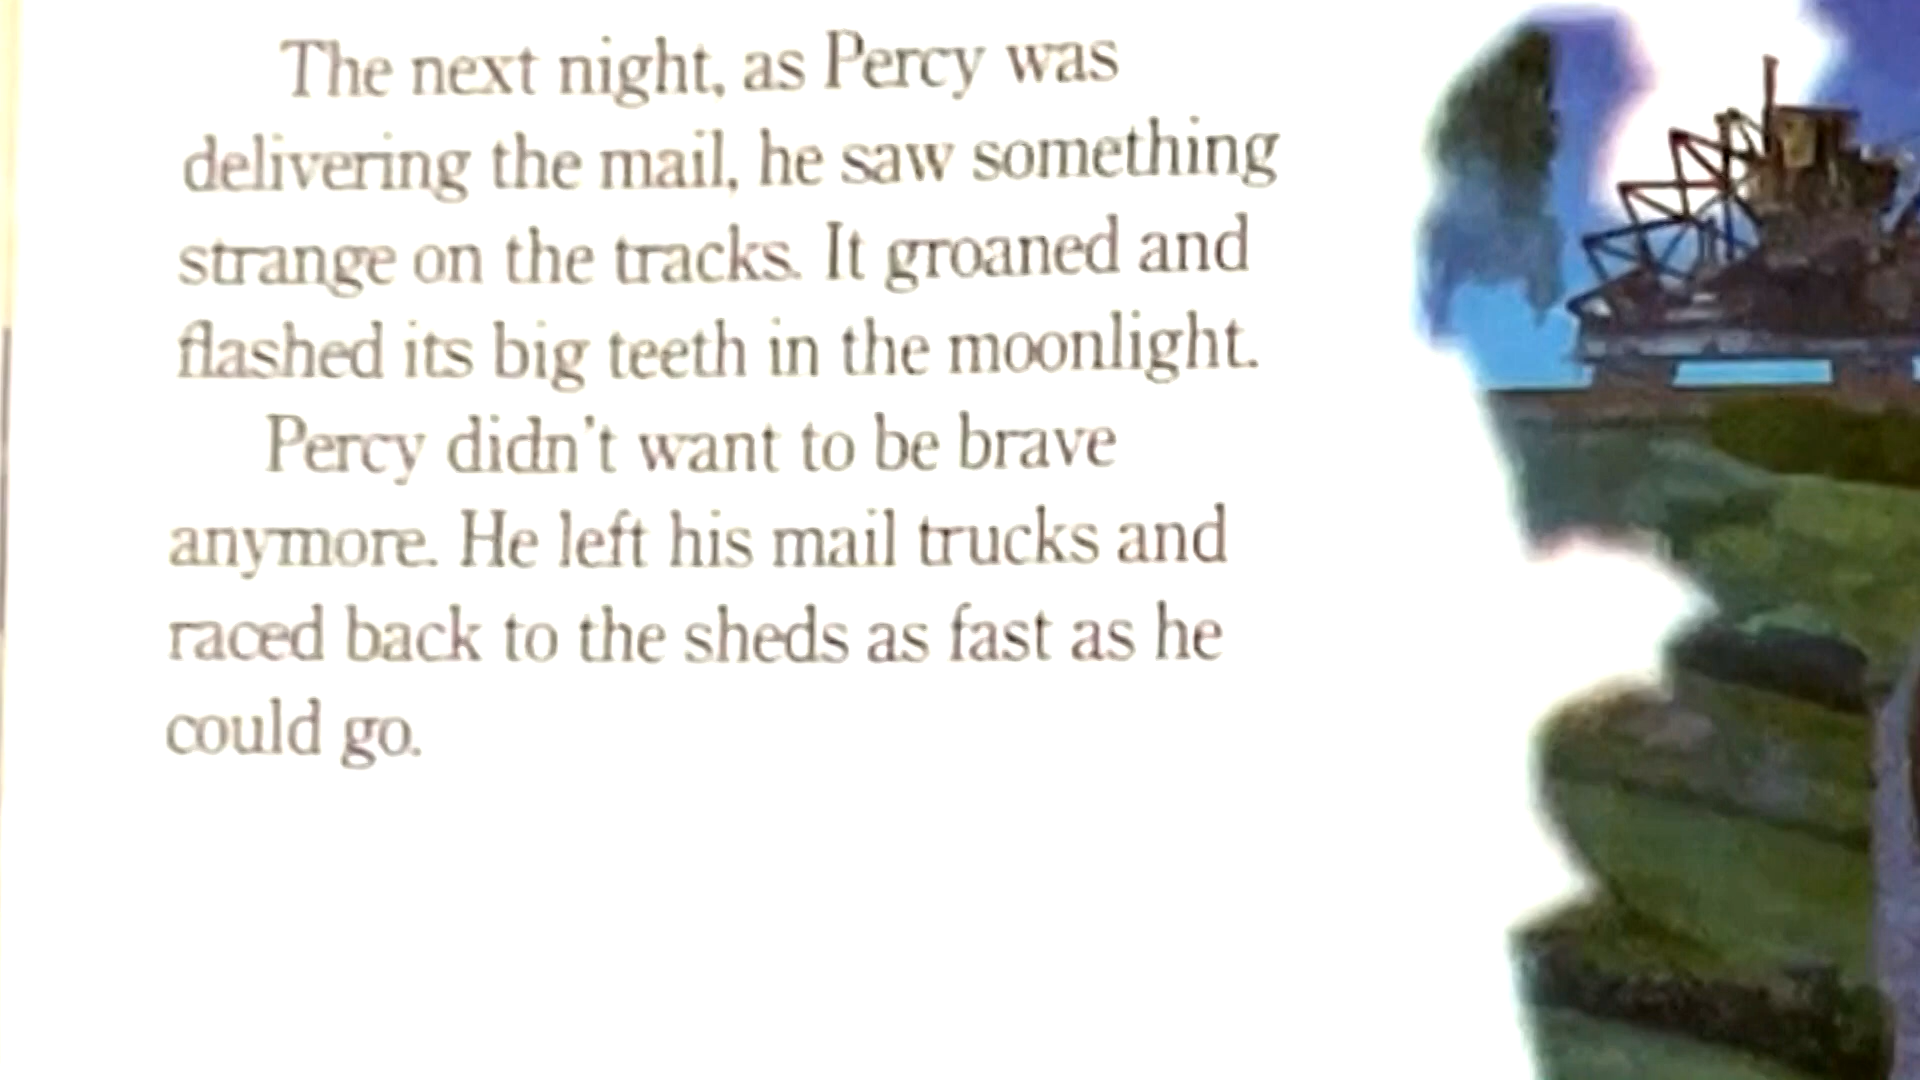 The next night, as Percy was
delivering the mail, he saw something
strange on the tracks. It groaned and
flashed its big teeth in the moonlight.
Percy didn't want to be brave
anymore. He left his mail trucks and
raced back to the sheds as fast as he
could go.